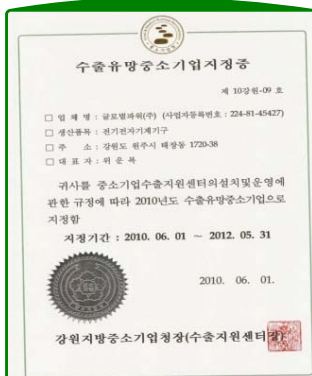 수출유망중소기업지정증
제 10강원-09 호
□ 업 체 명 : 글로벌파워(주) (사업자등록번호 : 224-81-45427)
□ 생산품목 : 전기전자기계기구
□ 주 소 : 강원도 원주시 태장동 1720-38
□ 대 표 자 : 위 운 복
귀사를 중소기업수출지원센터의설치및운영에
관한 규정에 따라 2010년도 수출유망중소기업으로
지정함
지정기간 : 2010. 06. 01 ~ 2012. 05. 31
2010. 06. 01.
강원지방중소기업청장(수출지원센터장)